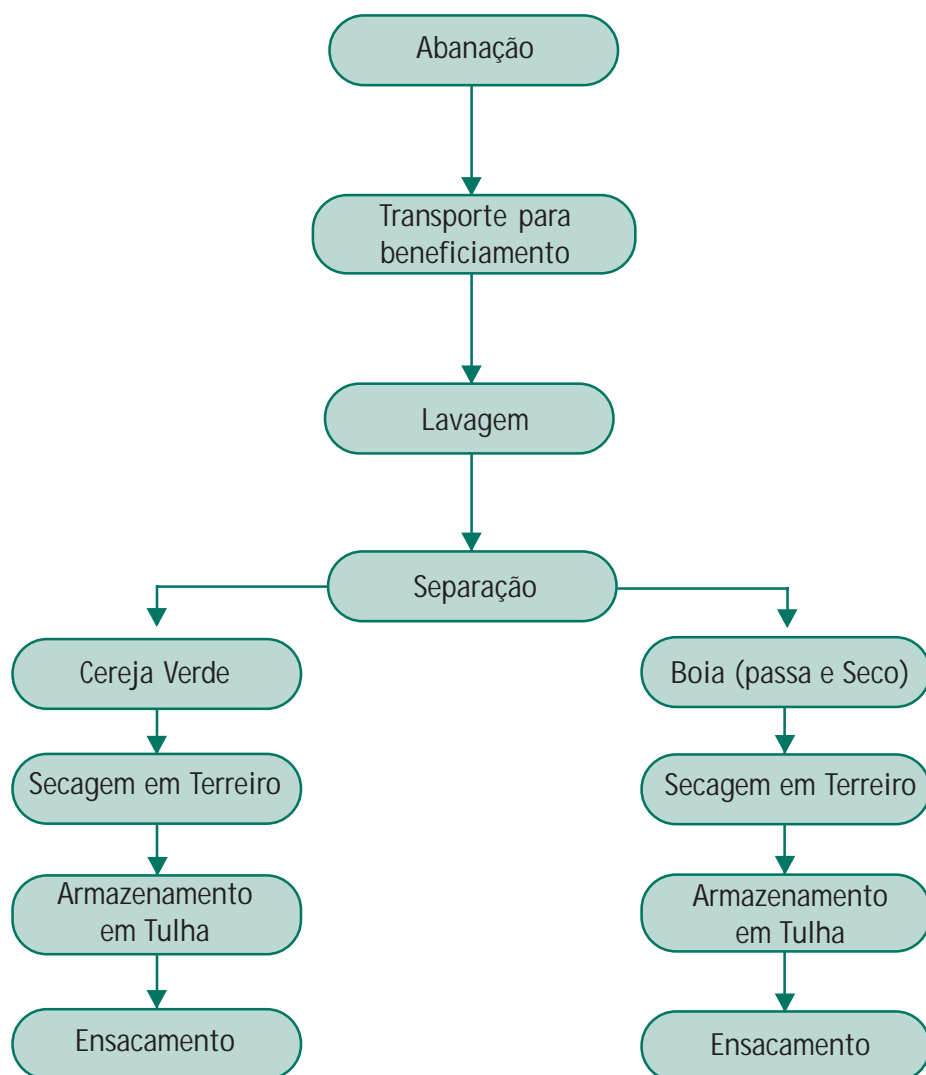 Abanação
Transporte para
beneficiamento
Lavagem
Separação
Cereja Verde
Secagem em Terreiro
Armazenamento
em Tulha
Ensacamento
Boia (passa e Seco)
Secagem em Terreiro
Armazenamento
em Tulha
Ensacamento